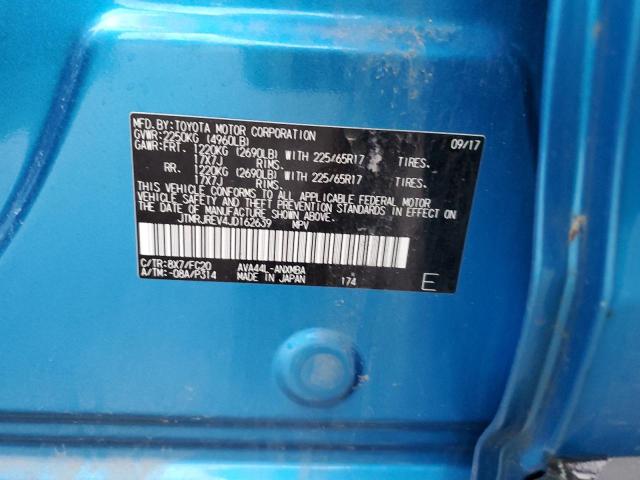 MFD. BY: TOYOTA MOTOR CORPORATION 09/17
GVWR: 2250KG (4960LB)
GAWR: FRT. 1220KG (2690LB) WITH 225/65R17 TIRES.
17X7J RIMS.
RR. 1220KG (2690LB) WITH 225/65R17 TIRES.
17X7J RIMS.
THIS VEHICLE CONFORMS TO ALL APPLICABLE FEDERAL MOTOR
VEHICLE SAFETY AND THEFT PREVENTION STANDARDS IN EFFECT ON
THE DATE OF MANUFACTURE SHOWN ABOVE.
JTMRJREV4JD162639 MPV
C/TR: 8X7/FC20 AVA44L-ANXMBA
A/TM: -08A/P314 MADE IN JAPAN 174 E